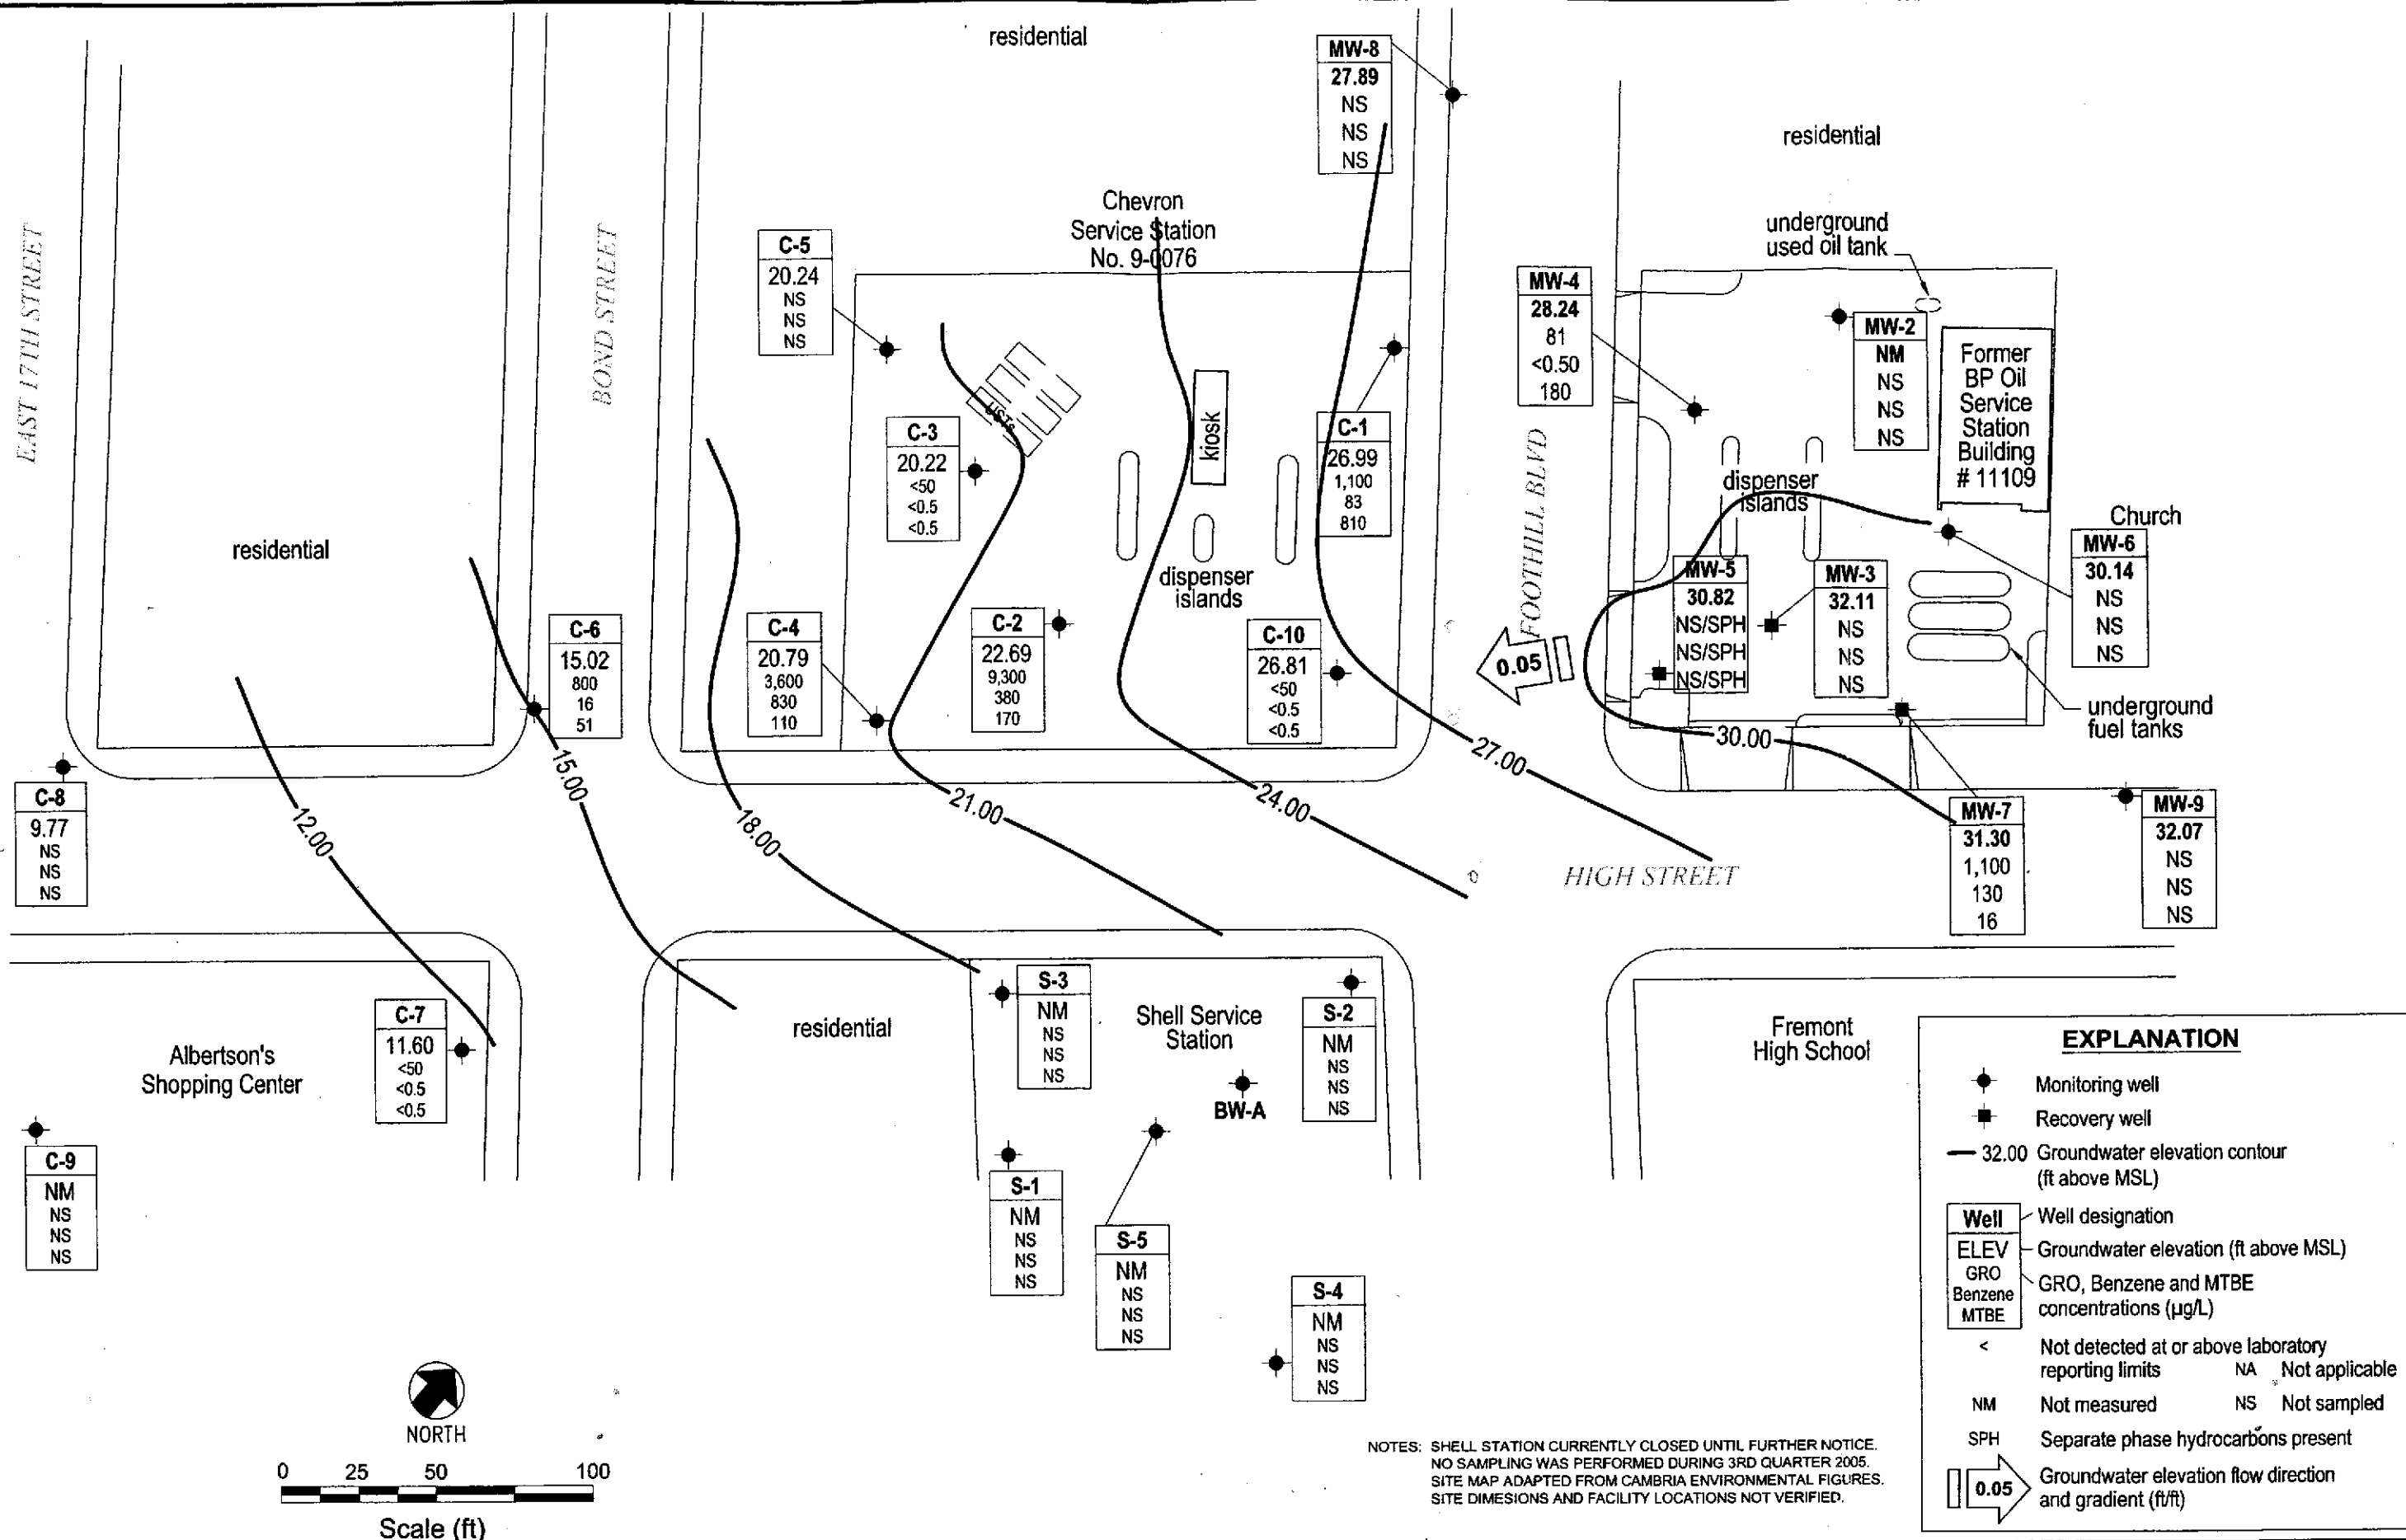 residential
MW-8
27.89
NS
NS
NS
residential
EAST 17TH STREET
BOND STREET
Chevron
Service Station
No. 9-0076
C-5
20.24
NS
NS
NS
underground
used oil tank
MW-4
28.24
81
<0.50
180
MW-2
NM
NS
NS
NS
Former
BP Oil
Service
Station
Building
# 11109
USTs
kiosk
C-3
20.22
<50
<0.5
<0.5
C-1
26.99
1,100
83
810
FOOTHILL BLVD
dispenser
islands
Church
MW-6
30.14
NS
NS
NS
residential
dispenser
islands
MW-5
30.82
NS/SPH
NS/SPH
NS/SPH
MW-3
32.11
NS
NS
NS
C-6
15.02
800
16
51
C-4
20.79
3,600
830
110
C-2
22.69
9,300
380
170
C-10
26.81
<50
<0.5
<0.5
0.05
underground
fuel tanks
C-8
9.77
NS
NS
NS
12.00
15.00
18.00
21.00
24.00
27.00
30.00
MW-7
31.30
1,100
130
16
MW-9
32.07
NS
NS
NS
HIGH STREET
Albertson's
Shopping Center
C-7
11.60
<50
<0.5
<0.5
residential
S-3
NM
NS
NS
NS
Shell Service
Station
BW-A
S-2
NM
NS
NS
NS
Fremont
High School
C-9
NM
NS
NS
NS
S-1
NM
NS
NS
NS
S-5
NM
NS
NS
NS
S-4
NM
NS
NS
NS
EXPLANATION
Monitoring well
Recovery well
32.00 Groundwater elevation contour
(ft above MSL)
Well Well designation
ELEV Groundwater elevation (ft above MSL)
GRO
Benzene
MTBE
GRO, Benzene and MTBE
concentrations (µg/L)
< Not detected at or above laboratory
reporting limits NA Not applicable
NM Not measured NS Not sampled
SPH Separate phase hydrocarbons present
0.05 Groundwater elevation flow direction
and gradient (ft/ft)
NORTH
0 25 50 100
Scale (ft)
NOTES: SHELL STATION CURRENTLY CLOSED UNTIL FURTHER NOTICE.
NO SAMPLING WAS PERFORMED DURING 3RD QUARTER 2005.
SITE MAP ADAPTED FROM CAMBRIA ENVIRONMENTAL FIGURES.
SITE DIMESIONS AND FACILITY LOCATIONS NOT VERIFIED.